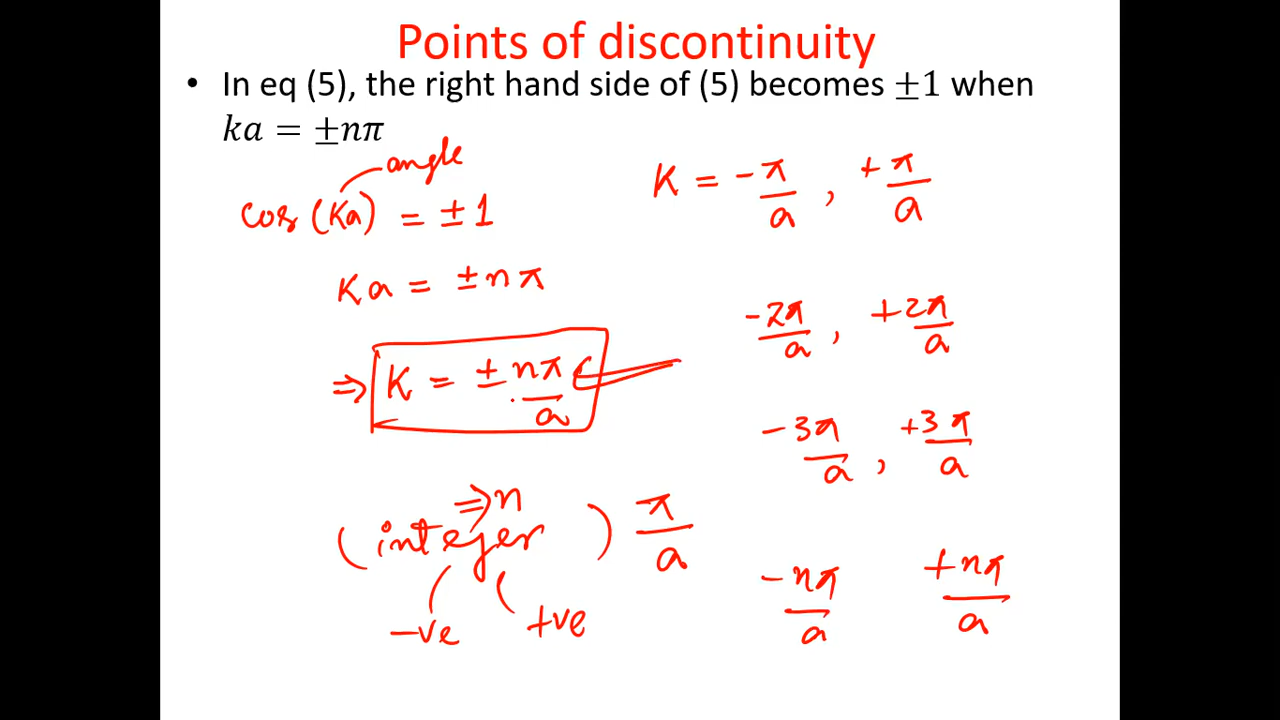 Points of discontinuity
• In eq (5), the right hand side of (5) becomes ±1 when
ka = ±nπ
angle
cos (Ka) = ±1
Ka = ±nπ
⇒ K = ±nπ/a
⇒n
(integer) π/a
-ve +ve
K = -π/a , +π/a
-2π/a , +2π/a
-3π/a , +3π/a
-nπ/a +nπ/a